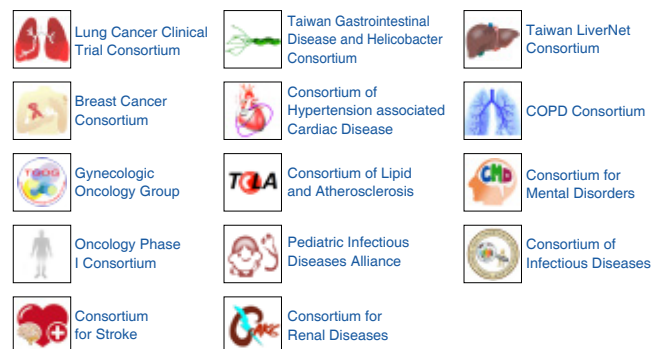 Lung Cancer Clinical
Trial Consortium
Taiwan Gastrointestinal
Disease and Helicobacter
Consortium
Taiwan LiverNet
Consortium
Breast Cancer
Consortium
Consortium of
Hypertension associated
Cardiac Disease
COPD Consortium
TGOG
Gynecologic
Oncology Group
TCLA
Consortium of Lipid
and Atherosclerosis
CMD
Consortium for
Mental Disorders
Oncology Phase
I Consortium
Pediatric Infectious
Diseases Alliance
Consortium of
Infectious Diseases
Consortium
for Stroke
Consortium for
Renal Diseases